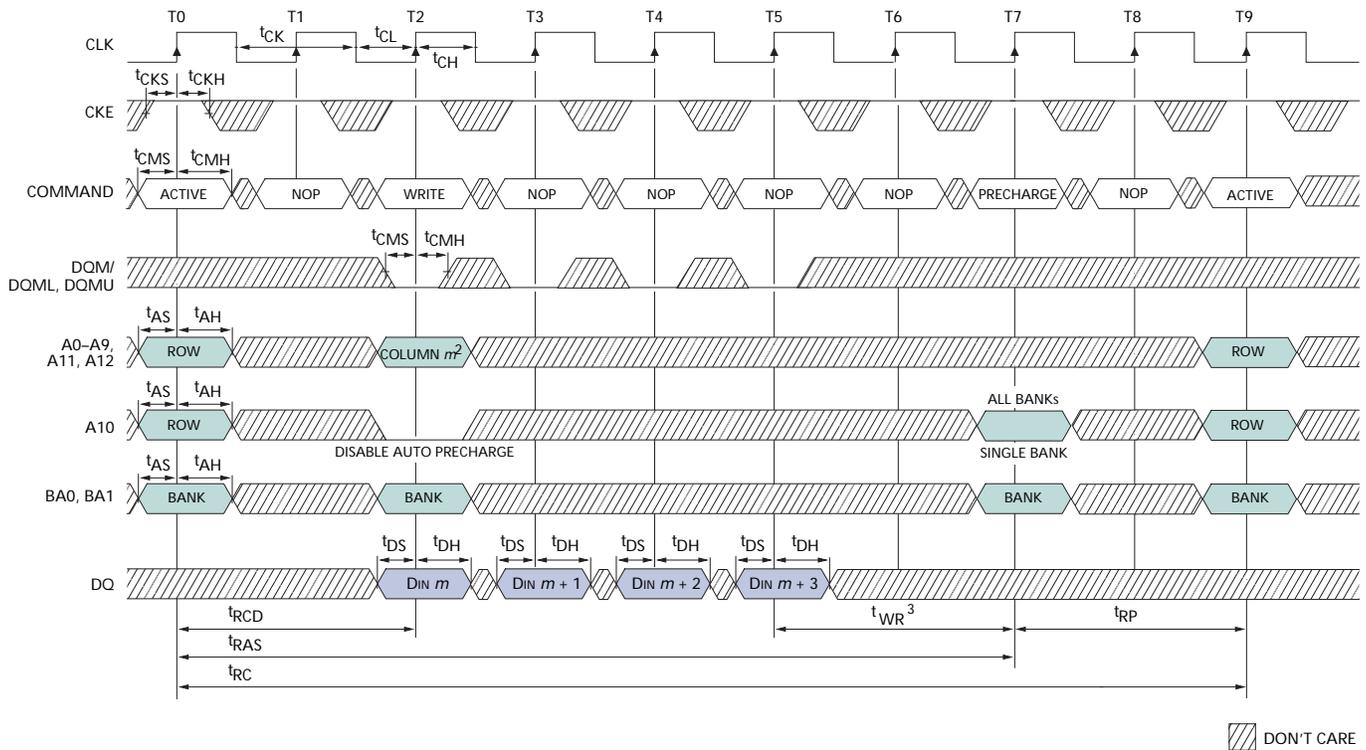 T0 T1 T2 T3 T4 T5 T6 T7 T8 T9
CLK
tCK tCL
tCH
tCKS tCKH
CKE
tCMS tCMH
COMMAND ACTIVE NOP WRITE NOP NOP NOP NOP PRECHARGE NOP ACTIVE
tCMS tCMH
DQM/
DQML, DQMU
tAS tAH
A0–A9,
A11, A12
ROW COLUMN m2 ROW
tAS tAH
ALL BANKs
A10 ROW ROW
DISABLE AUTO PRECHARGE SINGLE BANK
tAS tAH
BA0, BA1 BANK BANK BANK BANK
tDS tDH tDS tDH tDS tDH tDS tDH
DQ DIN m DIN m + 1 DIN m + 2 DIN m + 3
tRCD tWR3 tRP
tRAS
tRC
DON'T CARE